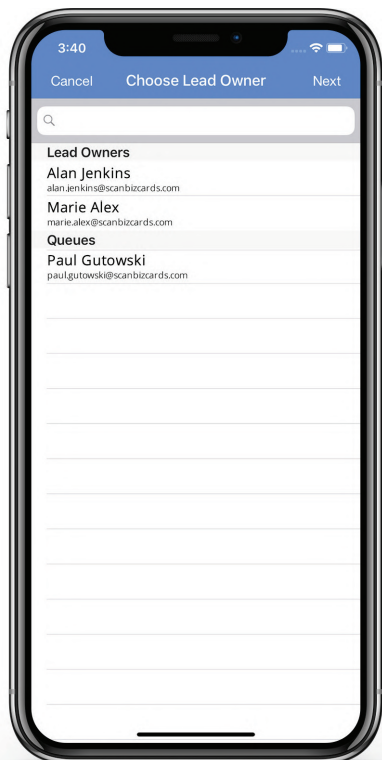 3:40
Cancel Choose Lead Owner Next
Lead Owners
Alan Jenkins
alan.jenkins@scanbizcards.com
Marie Alex
marie.alex@scanbizcards.com
Queues
Paul Gutowski
paul.gutowski@scanbizcards.com